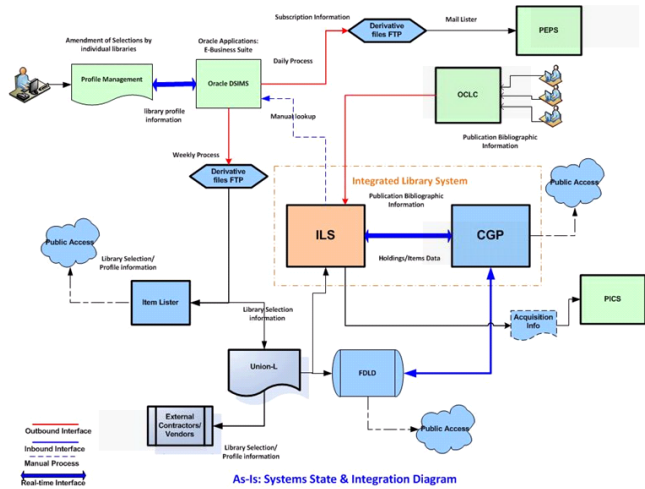 Subscription Information
Derivative
files FTP
Mail Lister
PEPS
Amendment of Selections by
individual libraries
Oracle Applications:
E-Business Suite
Daily Process
Profile Management
Oracle DSIMS
OCLC
library profile
information
Manual lookup
Publication Bibliographic
Information
Weekly Process
Derivative
files FTP
Integrated Library System
Public Access
Publication Bibliographic
Information
ILS
CGP
Holdings/Items Data
Public Access
Library Selection/
Profile information
Item Lister
Library Selection
information
Acquisition
Info
PICS
Union-L
FDLD
External
Contractors/
Vendors
Public Access
Library Selection/
Profile information
Outbound Interface
Inbound Interface
Manual Process
Real-time Interface
As-Is: Systems State & Integration Diagram